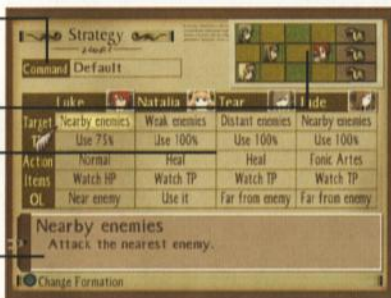 Strategy
Command Default
Luke Natalia Tear Jade
Target Nearby enemies Weak enemies Distant enemies Nearby enemies
Use 75% Use 100% Use 100% Use 100%
Action Normal Heal Heal Fonic Artes
Items Watch HP Watch TP Watch TP Watch TP
OL Near enemy Use it Far from enemy Far from enemy
Nearby enemies
Attack the nearest enemy.
Change Formation